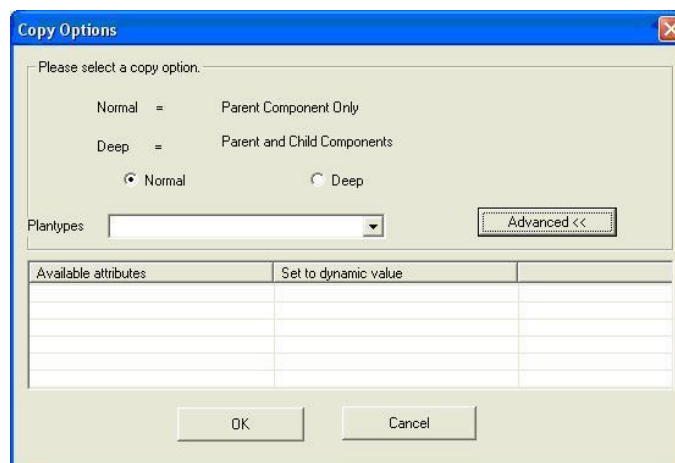 Copy Options
Please select a copy option.
Normal = Parent Component Only
Deep = Parent and Child Components
Normal Deep
Plantypes Advanced <<
Available attributes Set to dynamic value
OK Cancel